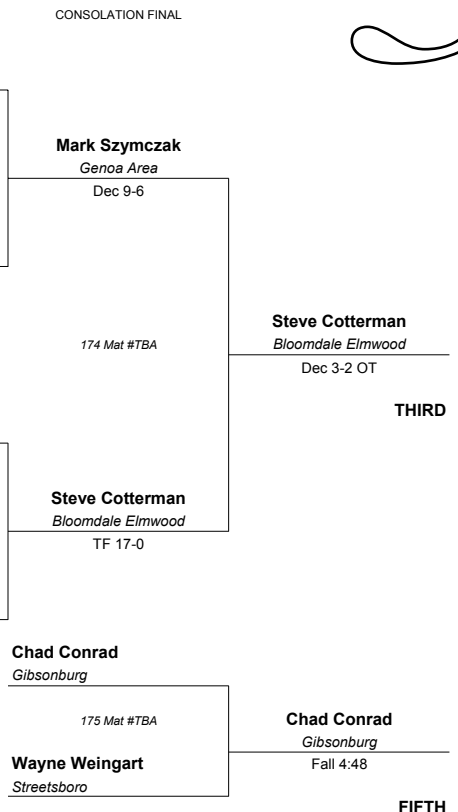 CONSOLATION FINAL
Mark Szymczak
Genoa Area
Dec 9-6
174 Mat #TBA
Steve Cotterman
Bloomdale Elmwood
Dec 3-2 OT
THIRD
Steve Cotterman
Bloomdale Elmwood
TF 17-0
Chad Conrad
Gibsonburg
175 Mat #TBA
Chad Conrad
Gibsonburg
Fall 4:48
Wayne Weingart
Streetsboro
FIFTH